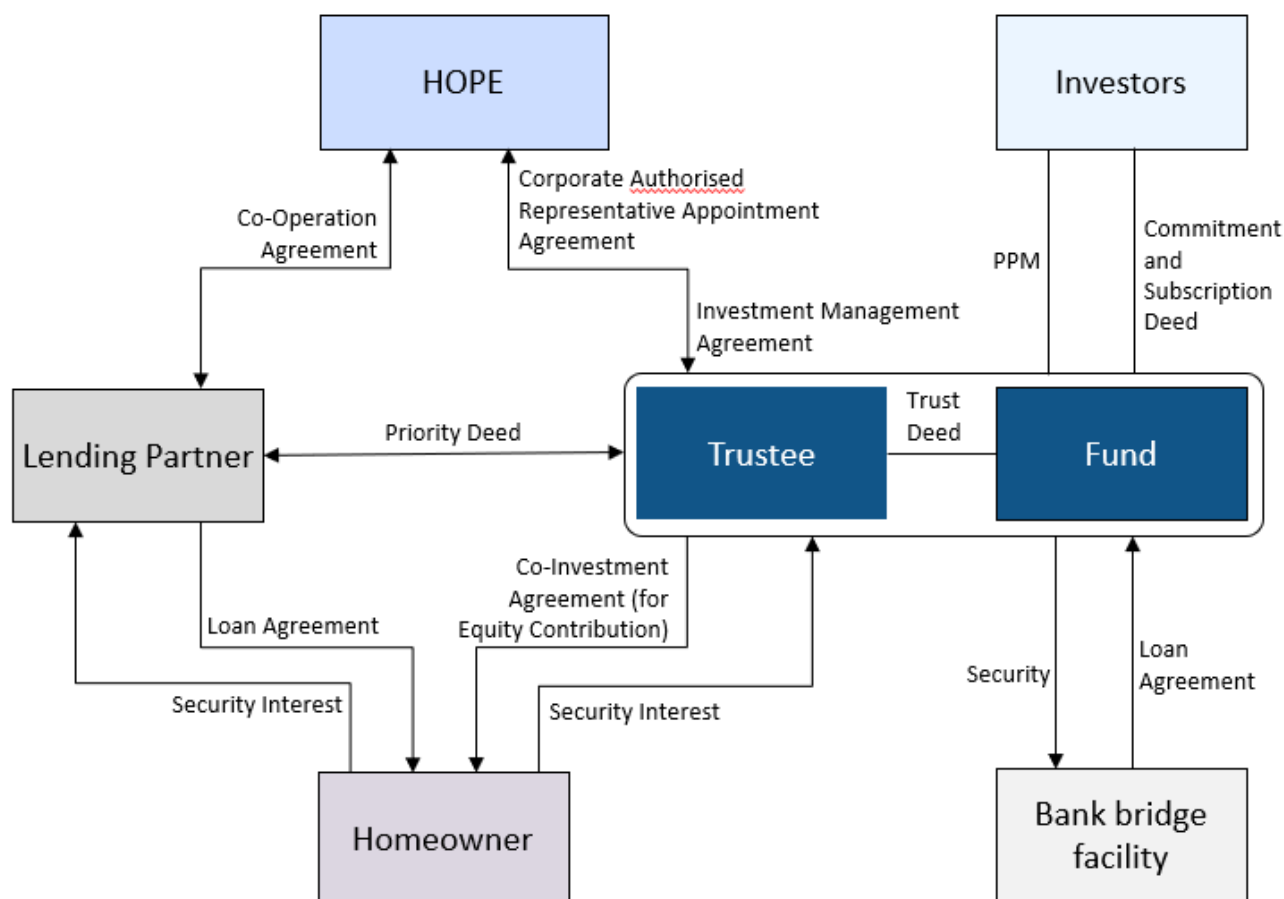 HOPE
Investors
Co-Operation
Agreement
Corporate Authorised
Representative Appointment
Agreement
PPM
Commitment
and
Subscription
Deed
Investment Management
Agreement
Lending Partner
Priority Deed
Trustee
Trust
Deed
Fund
Loan Agreement
Security Interest
Co-Investment
Agreement (for
Equity Contribution)
Security Interest
Security
Loan
Agreement
Homeowner
Bank bridge
facility